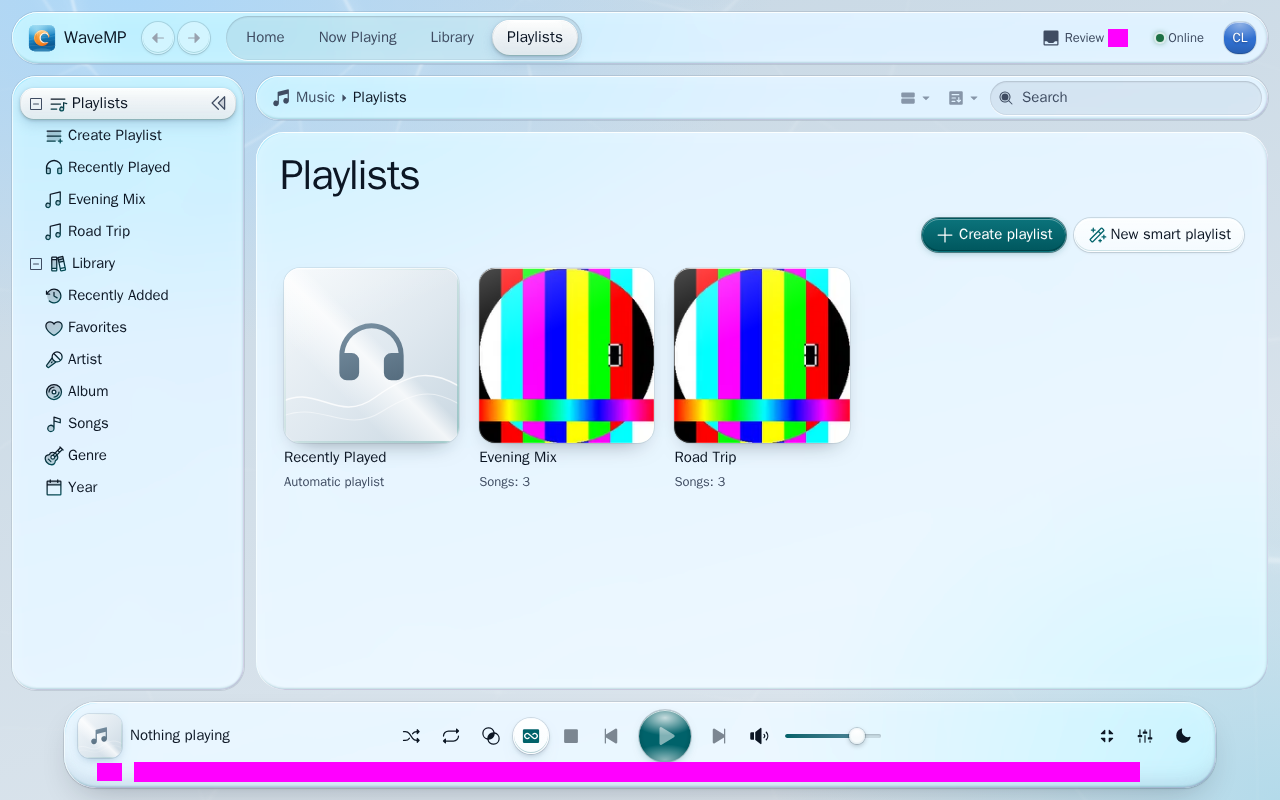 WaveMP
Home
Now Playing
Library
Playlists
Review
Online
CL
Playlists
Create Playlist
Recently Played
Evening Mix
Road Trip
Library
Recently Added
Favorites
Artist
Album
Songs
Genre
Year
Music
Playlists
Search
Playlists
Create playlist
New smart playlist
Recently Played
Automatic playlist
Evening Mix
Songs: 3
Road Trip
Songs: 3
Nothing playing